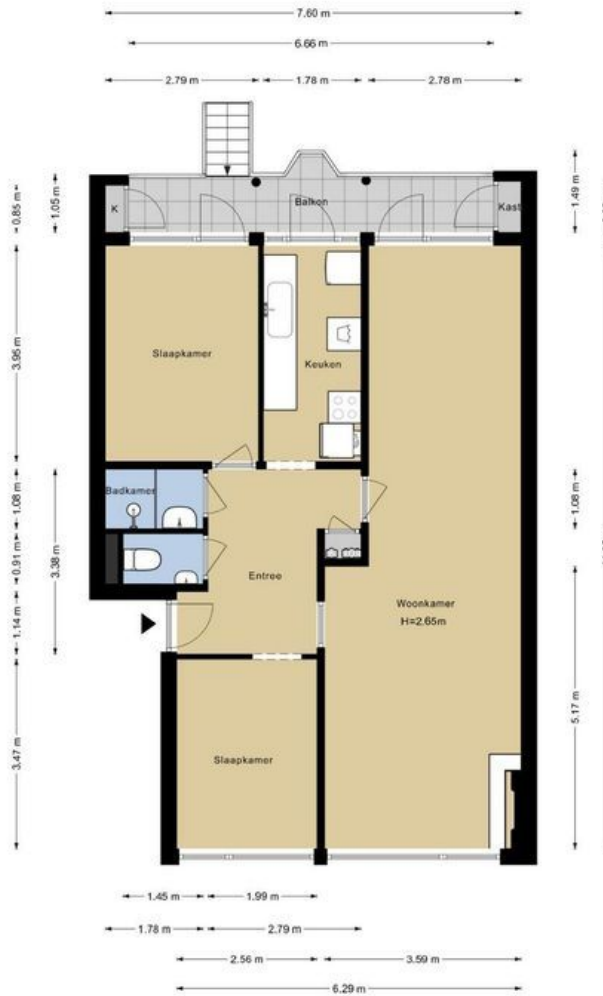 7.60 m
6.66 m
2.79 m
1.78 m
2.78 m
0.85 m
1.05 m
1.49 m
K
Balkon
Kast
3.95 m
Slaapkamer
Keuken
Badkamer
1.08 m
1.08 m
0.91 m
3.38 m
1.14 m
Entree
Woonkamer
H=2.65m
5.17 m
3.47 m
Slaapkamer
1.45 m
1.99 m
1.78 m
2.79 m
2.56 m
3.59 m
6.29 m